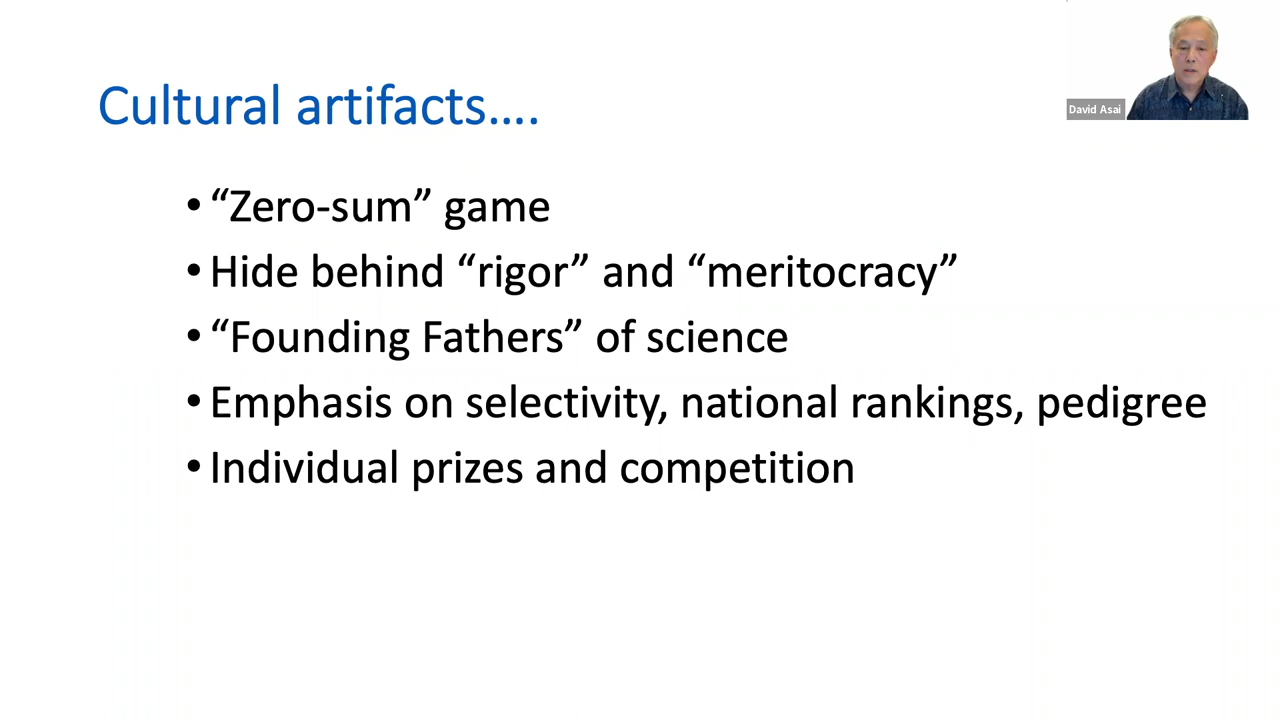 Cultural artifacts….
David Asai
• “Zero-sum” game
• Hide behind “rigor” and “meritocracy”
• “Founding Fathers” of science
• Emphasis on selectivity, national rankings, pedigree
• Individual prizes and competition